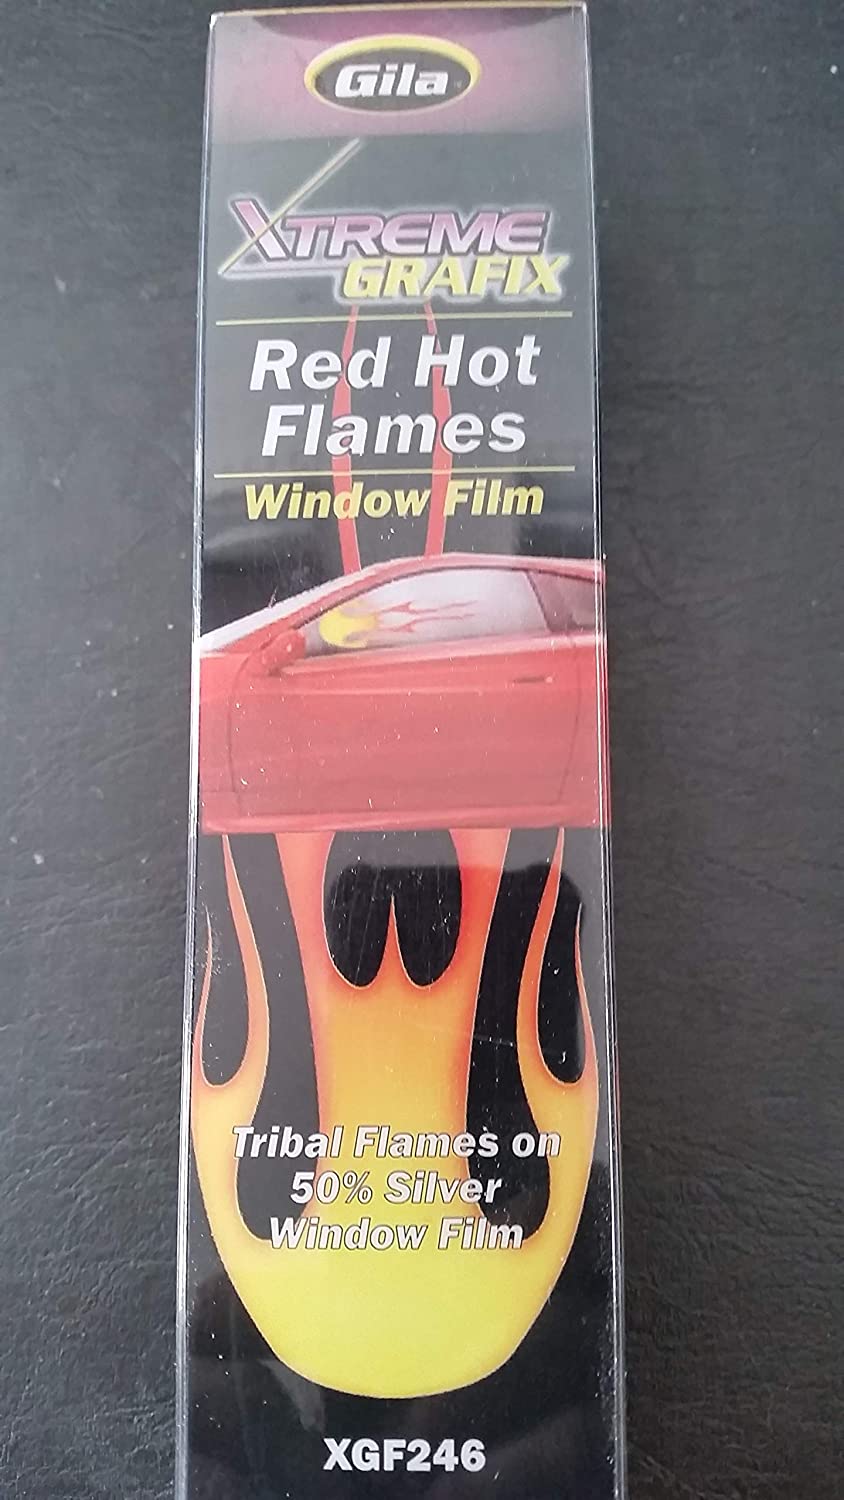 Gila
XTREME
GRAFIX
Red Hot
Flames
Window Film
Tribal Flames on
50% Silver
Window Film
XGF246